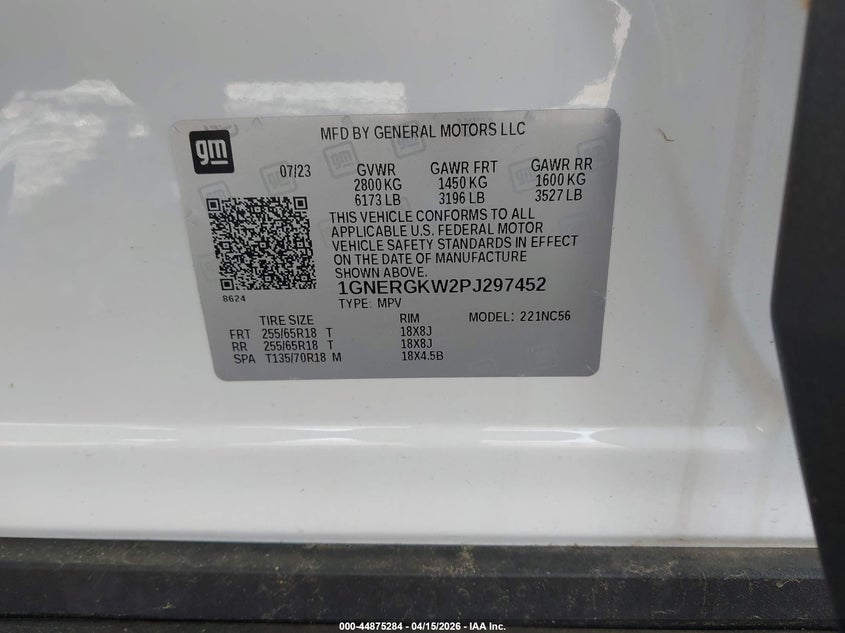 gm
MFD BY GENERAL MOTORS LLC
07/23 GVWR GAWR FRT GAWR RR
2800 KG 1450 KG 1600 KG
6173 LB 3196 LB 3527 LB
THIS VEHICLE CONFORMS TO ALL
APPLICABLE U.S. FEDERAL MOTOR
VEHICLE SAFETY STANDARDS IN EFFECT
ON THE DATE OF MANUFACTURE
SHOWN ABOVE.
1GNERGKW2PJ297452
8624
TYPE: MPV
TIRE SIZE RIM MODEL: 221NC56
FRT 255/65R18 T 18X8J
RR 255/65R18 T 18X8J
SPA T135/70R18 M 18X4.5B
000-44875284 - 04/15/2026 - IAA Inc.